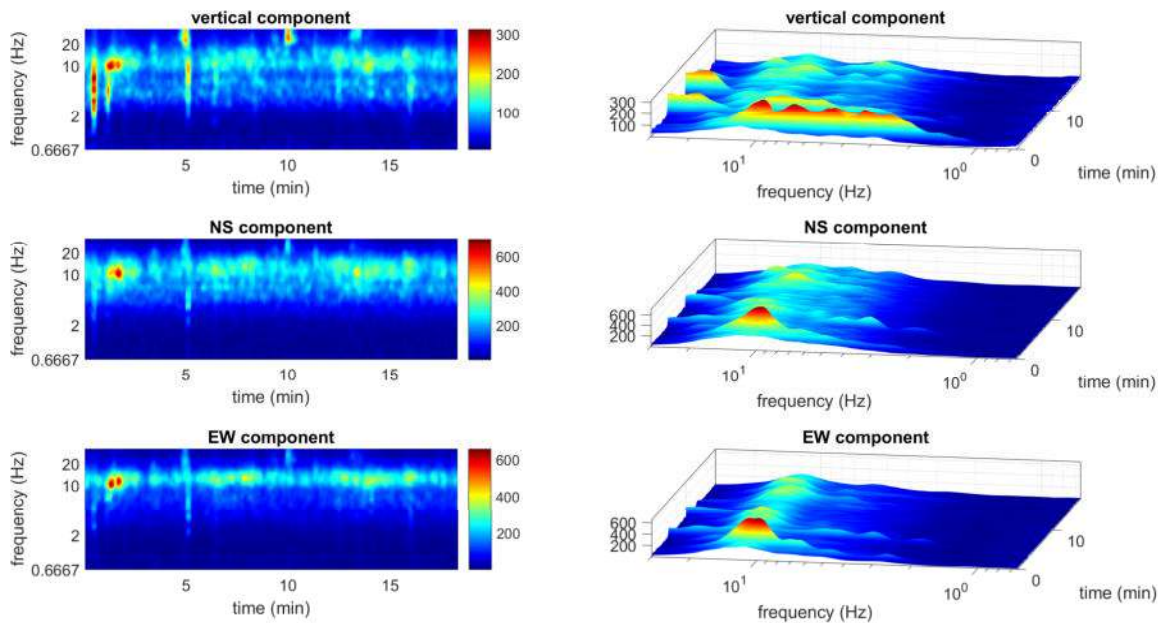 vertical component
frequency (Hz)
20
10
2
0.6667
5
10
15
time (min)
300
200
100
vertical component
300
200
100
10¹
10⁰
0
10
frequency (Hz)
time (min)
NS component
frequency (Hz)
20
10
2
0.6667
5
10
15
time (min)
600
400
200
NS component
600
400
200
10¹
10⁰
0
10
frequency (Hz)
time (min)
EW component
frequency (Hz)
20
10
2
0.6667
5
10
15
time (min)
600
400
200
EW component
600
400
200
10¹
10⁰
0
10
frequency (Hz)
time (min)